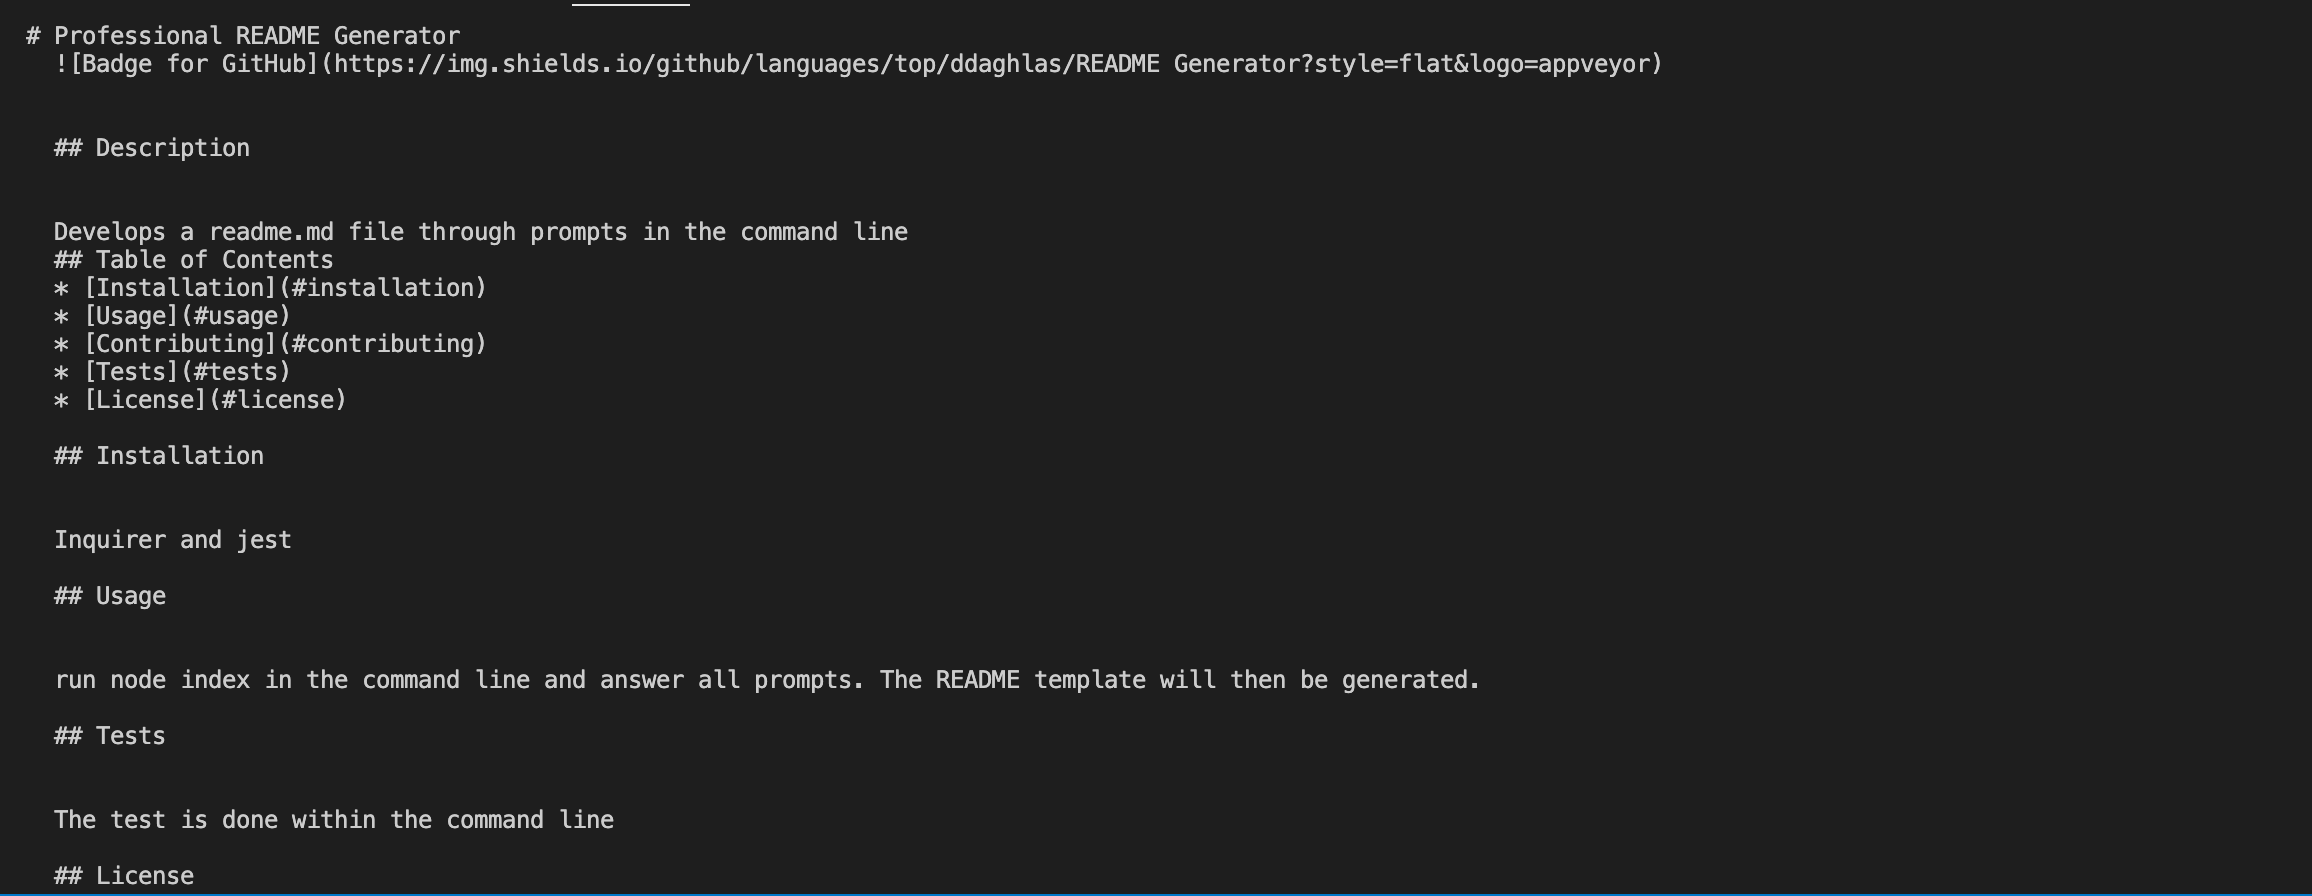 # Professional README Generator
![Badge for GitHub](https://img.shields.io/github/languages/top/ddaghlas/README Generator?style=flat&logo=appveyor)
## Description
Develops a readme.md file through prompts in the command line
## Table of Contents
* [Installation](#installation)
* [Usage](#usage)
* [Contributing](#contributing)
* [Tests](#tests)
* [License](#license)
## Installation
Inquirer and jest
## Usage
run node index in the command line and answer all prompts. The README template will then be generated.
## Tests
The test is done within the command line
## License